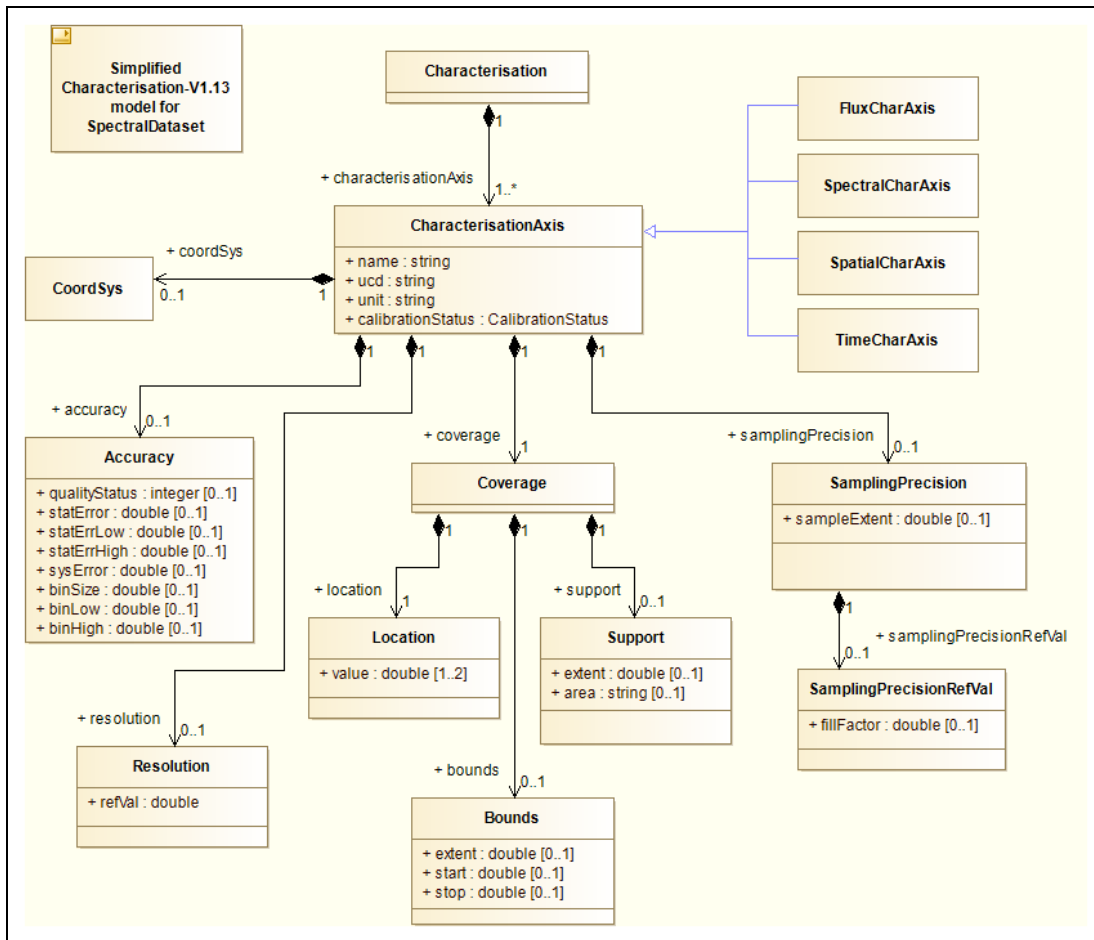 Simplified
Characterisation-V1.13
model for
SpectralDataset
Characterisation
1
+ characterisationAxis
1..*
FluxCharAxis
SpectralCharAxis
SpatialCharAxis
TimeCharAxis
CharacterisationAxis
+ name : string
+ ucd : string
+ unit : string
+ calibrationStatus : CalibrationStatus
+ coordSys
0..1
1
CoordSys
1
1
1
1
+ accuracy
0..1
Accuracy
+ qualityStatus : integer [0..1]
+ statError : double [0..1]
+ statErrLow : double [0..1]
+ statErrHigh : double [0..1]
+ sysError : double [0..1]
+ binSize : double [0..1]
+ binLow : double [0..1]
+ binHigh : double [0..1]
+ coverage
1
Coverage
1
1
1
+ samplingPrecision
0..1
SamplingPrecision
+ sampleExtent : double [0..1]
1
+ samplingPrecisionRefVal
0..1
SamplingPrecisionRefVal
+ fillFactor : double [0..1]
+ location
1
Location
+ value : double [1..2]
+ support
0..1
Support
+ extent : double [0..1]
+ area : string [0..1]
+ resolution
0..1
Resolution
+ refVal : double
+ bounds
0..1
Bounds
+ extent : double [0..1]
+ start : double [0..1]
+ stop : double [0..1]